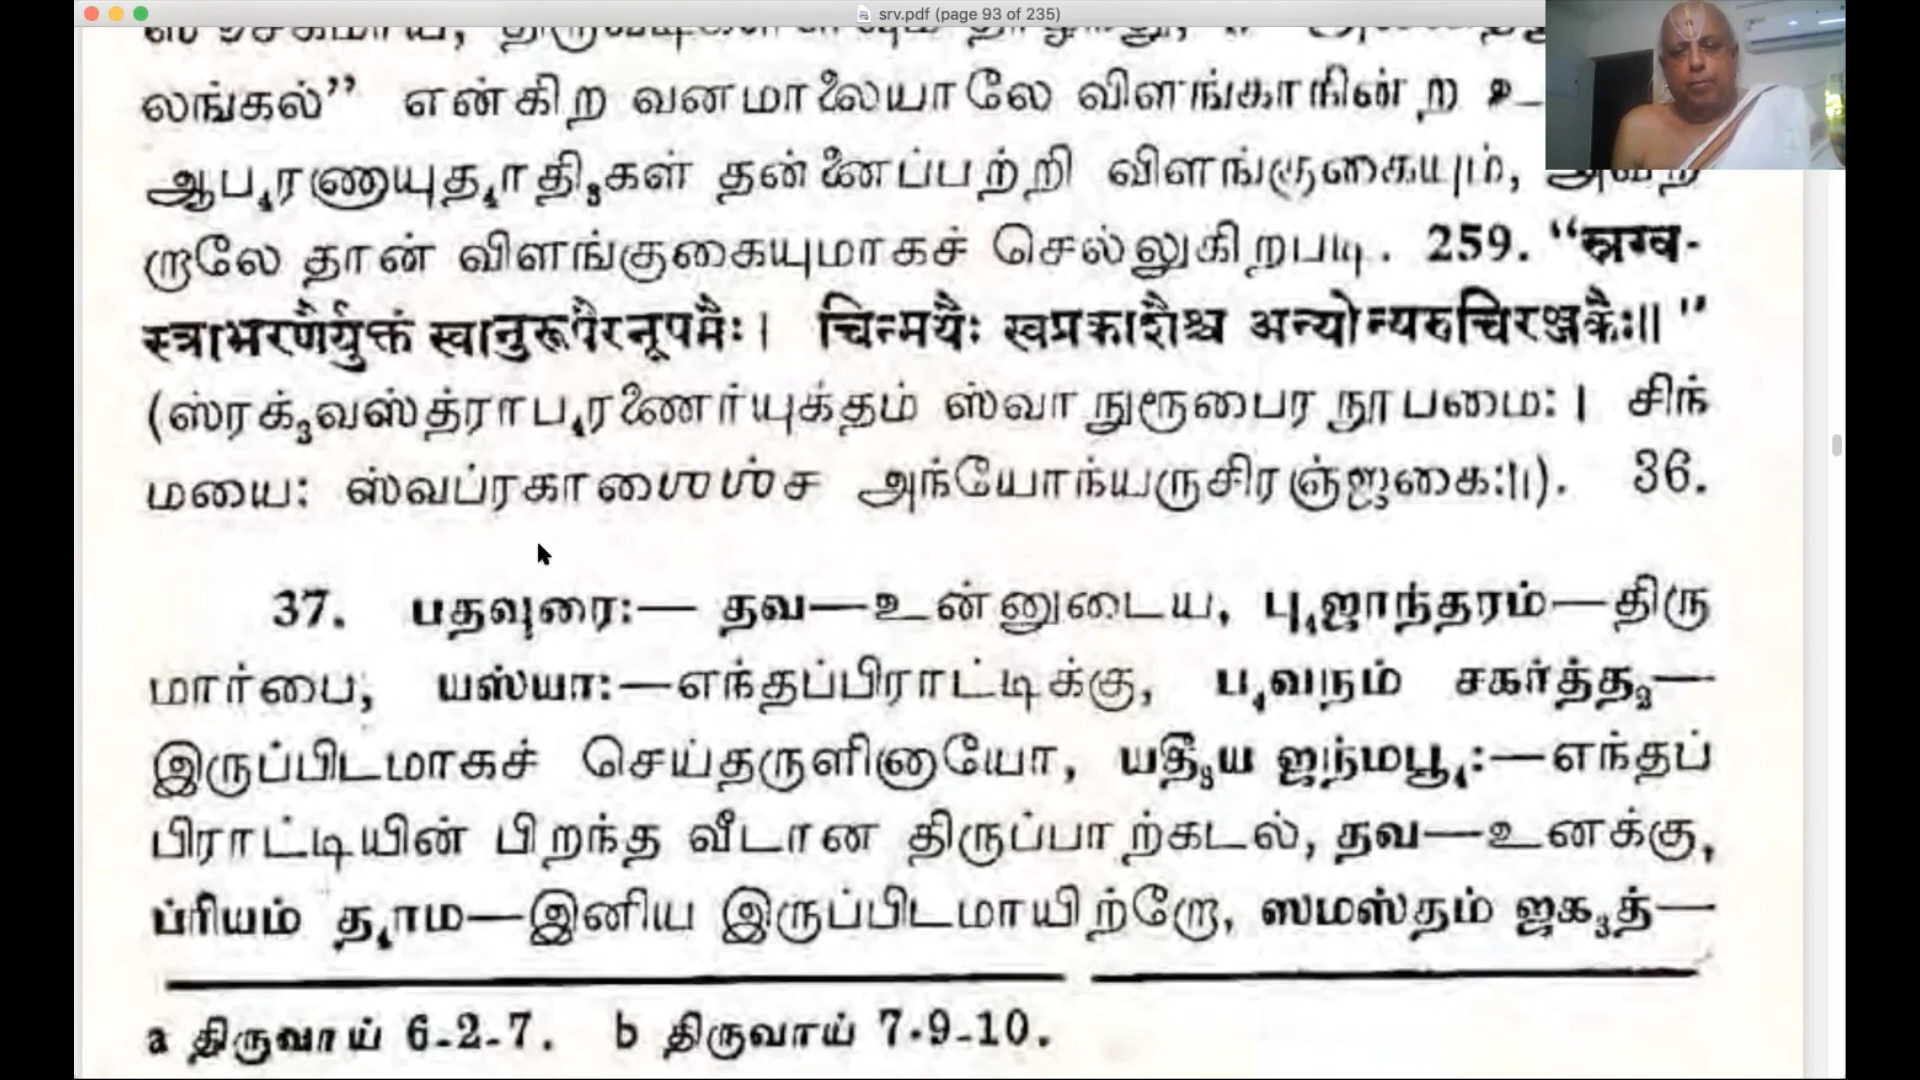 srv.pdf (page 93 of 235)
லங்கல்” என்கிற வனமாலையாலே விளங்காநின்ற
ஆப₄ரணாயுத₄ாதி₃கள் தன்னைப்பற்றி விளங்குகையும்,
றாலே தான் விளங்குகையுமாகச் செல்லுகிறபடி. 259. “स्रग्व-
स्त्राभरणैर्युक्तं स्वानुरूपैरनूपमैः। चिन्मयैः स्वप्रकाशैश्च अन्योन्यरुचिरञ्जकैः॥”
(ஸ்ரக்₃வஸ்த்ராப₄ரணைர்யுக்தம் ஸ்வாநுரூபைரநூபமை: । சிந்
மயை: ஸ்வப்ரகாஶைஶ்ச அந்யோந்யருசிரஞ்ஜகை:॥). 36.
37. பதவுரை:— தவ—உன்னுடைய, பு₄ஜாந்தரம்—திரு
மார்பை, யஸ்யா:—எந்தப்பிராட்டிக்கு, ப₄வநம் சகர்த்த₂—
இருப்பிடமாகச் செய்தருளினாயோ, யதீ₃ய ஜந்மபூ₄:—எந்தப்
பிராட்டியின் பிறந்த வீடான திருப்பாற்கடல், தவ—உனக்கு,
ப்ரியம் த₄ாம—இனிய இருப்பிடமாயிற்றோ, ஸமஸ்தம் ஜக₃த்—
a திருவாய் 6-2-7. b திருவாய் 7-9-10.